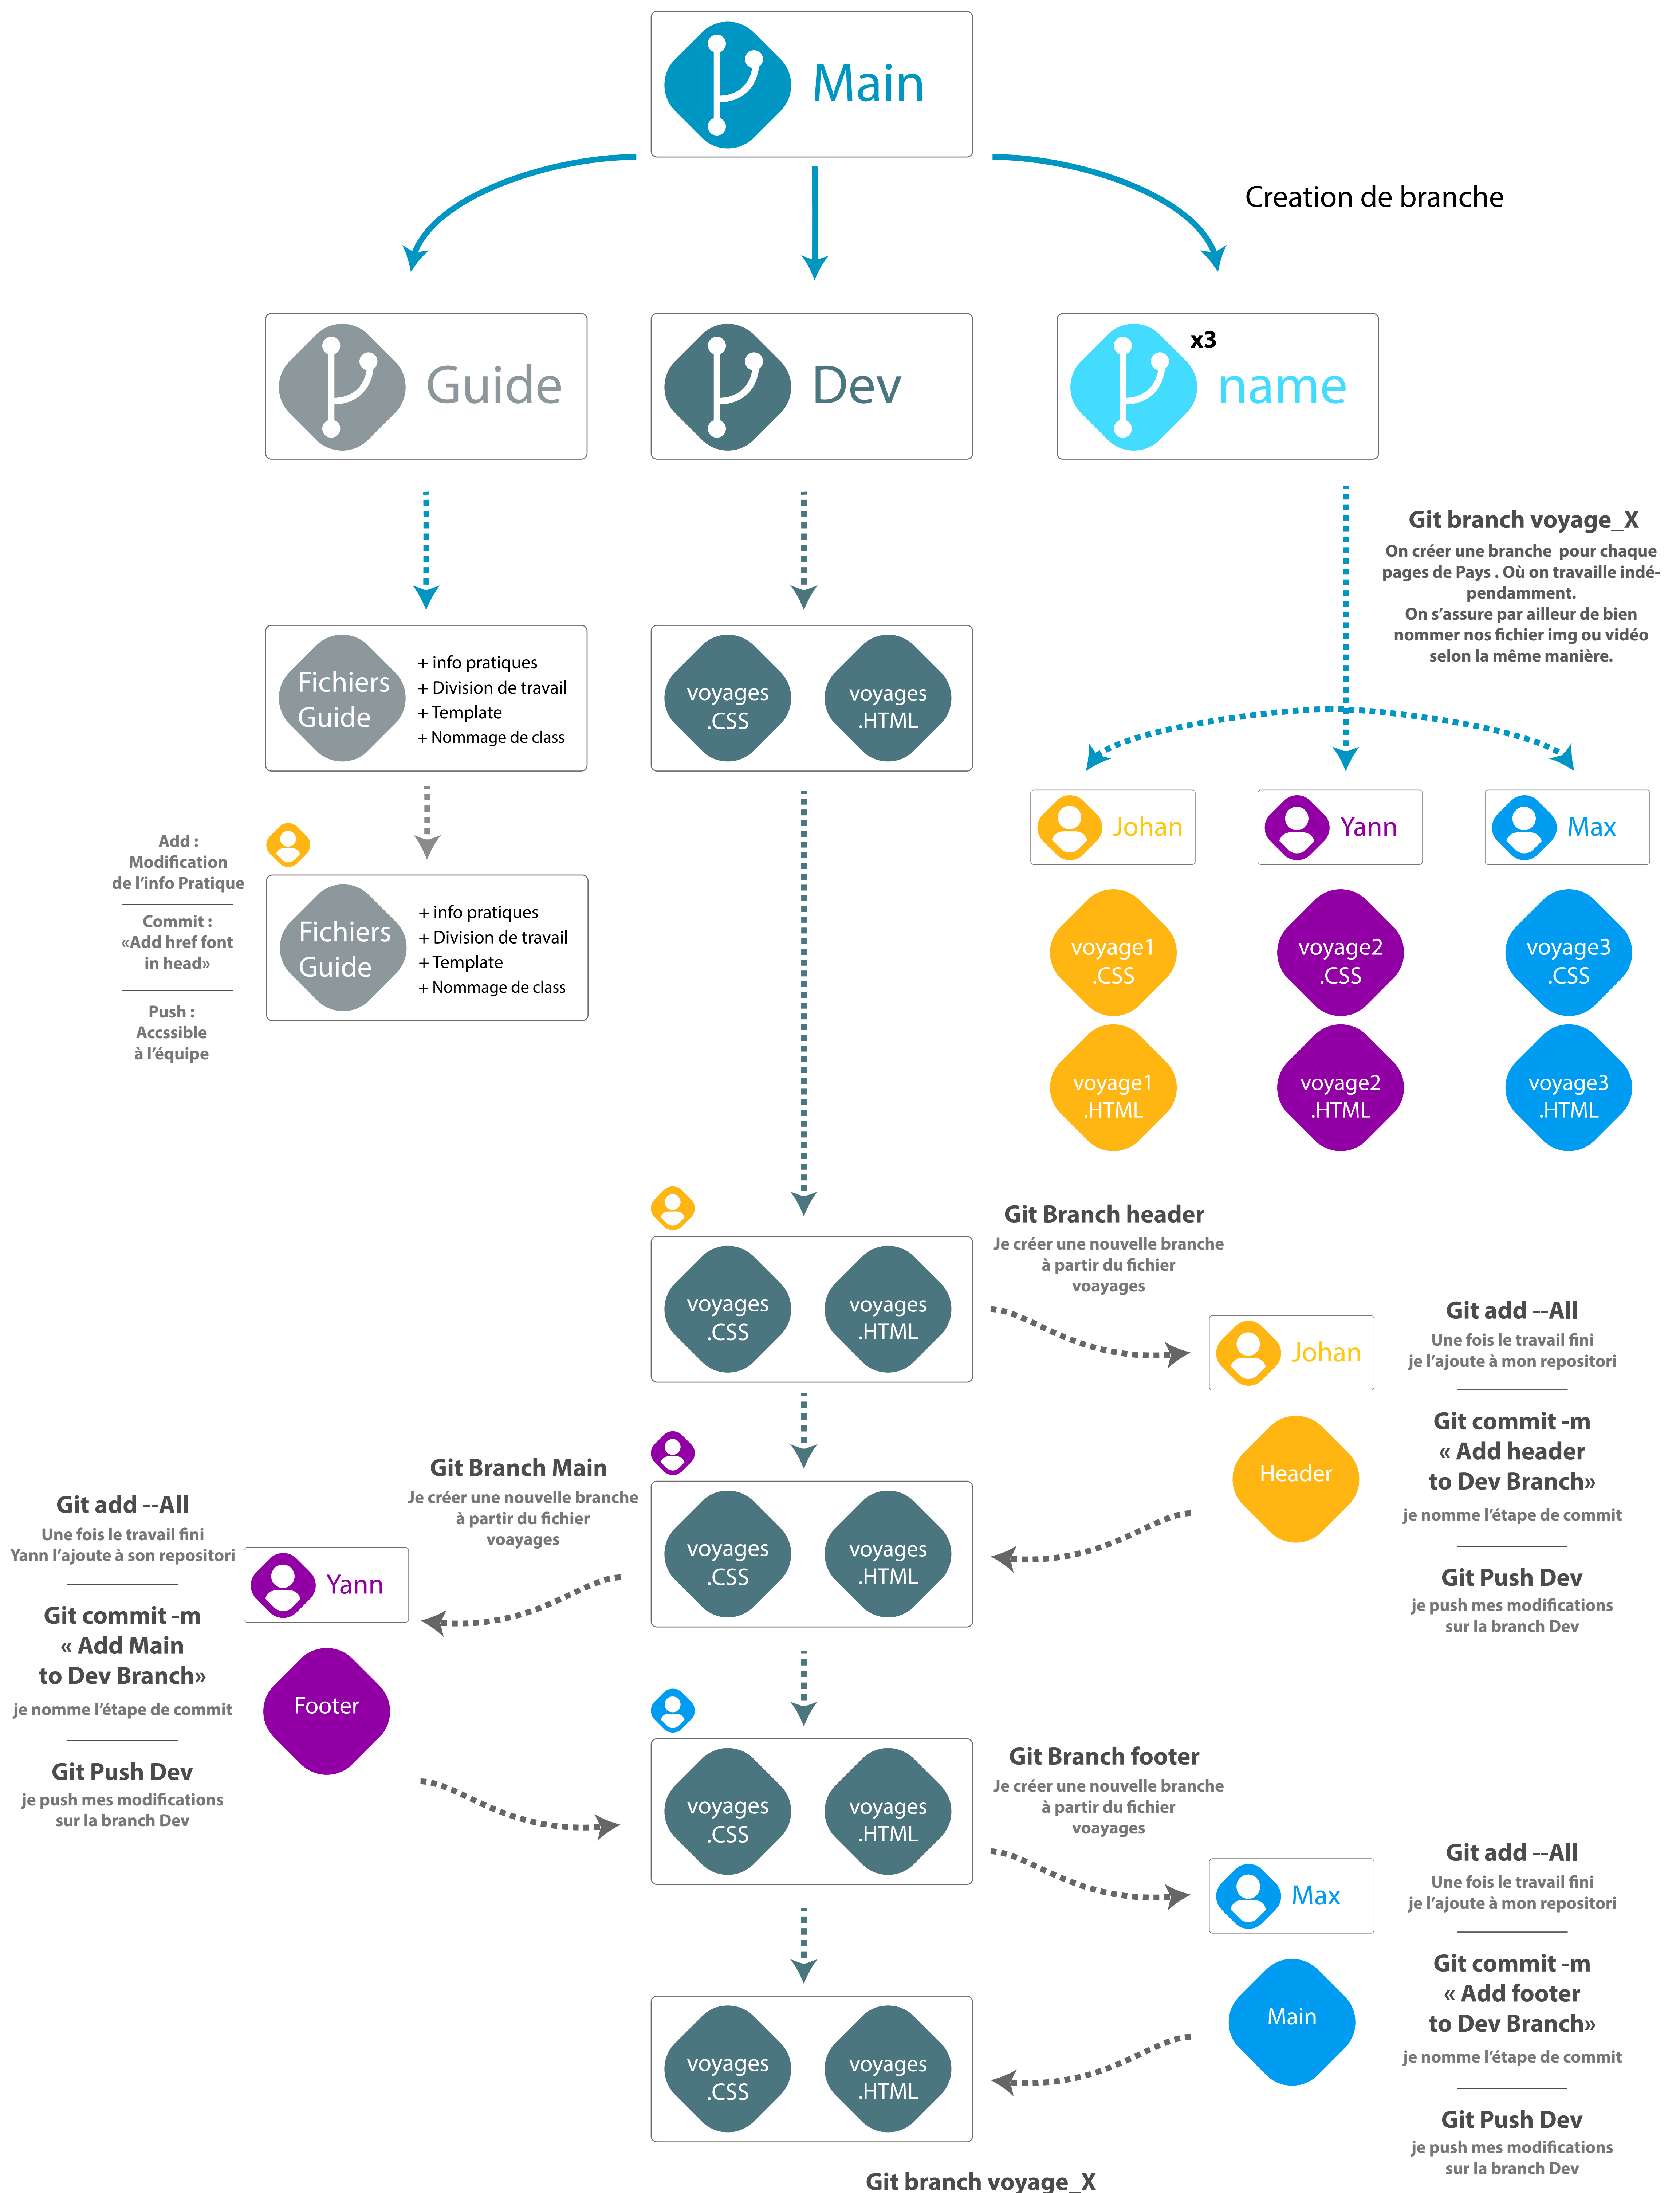 Main
Creation de branche
Guide
Dev
x3
name
Git branch voyage_X
On créer une branche pour chaque
pages de Pays . Où on travaille indé-
pendamment.
On s'assure par ailleur de bien
nommer nos fichier img ou vidéo
selon la même manière.
Fichiers
Guide
+ info pratiques
+ Division de travail
+ Template
+ Nommage de class
voyages
.CSS
voyages
.HTML
Johan
Yann
Max
Add :
Modification
de l'info Pratique
Commit :
«Add href font
in head»
Push :
Accssible
à l'équipe
Fichiers
Guide
+ info pratiques
+ Division de travail
+ Template
+ Nommage de class
voyage1
.CSS
voyage2
.CSS
voyage3
.CSS
voyage1
.HTML
voyage2
.HTML
voyage3
.HTML
Git Branch header
Je créer une nouvelle branche
à partir du fichier
voayages
voyages
.CSS
voyages
.HTML
Johan
Header
Git add --All
Une fois le travail fini
je l'ajoute à mon repositori
Git commit -m
« Add header
to Dev Branch»
je nomme l'étape de commit
Git Push Dev
je push mes modifications
sur la branch Dev
Git Branch Main
Je créer une nouvelle branche
à partir du fichier
voayages
voyages
.CSS
voyages
.HTML
Git add --All
Une fois le travail fini
Yann l'ajoute à son repositori
Git commit -m
« Add Main
to Dev Branch»
je nomme l'étape de commit
Git Push Dev
je push mes modifications
sur la branch Dev
Yann
Footer
voyages
.CSS
voyages
.HTML
Git Branch footer
Je créer une nouvelle branche
à partir du fichier
voayages
Max
Main
Git add --All
Une fois le travail fini
je l'ajoute à mon repositori
Git commit -m
« Add footer
to Dev Branch»
je nomme l'étape de commit
Git Push Dev
je push mes modifications
sur la branch Dev
voyages
.CSS
voyages
.HTML
Git branch voyage_X